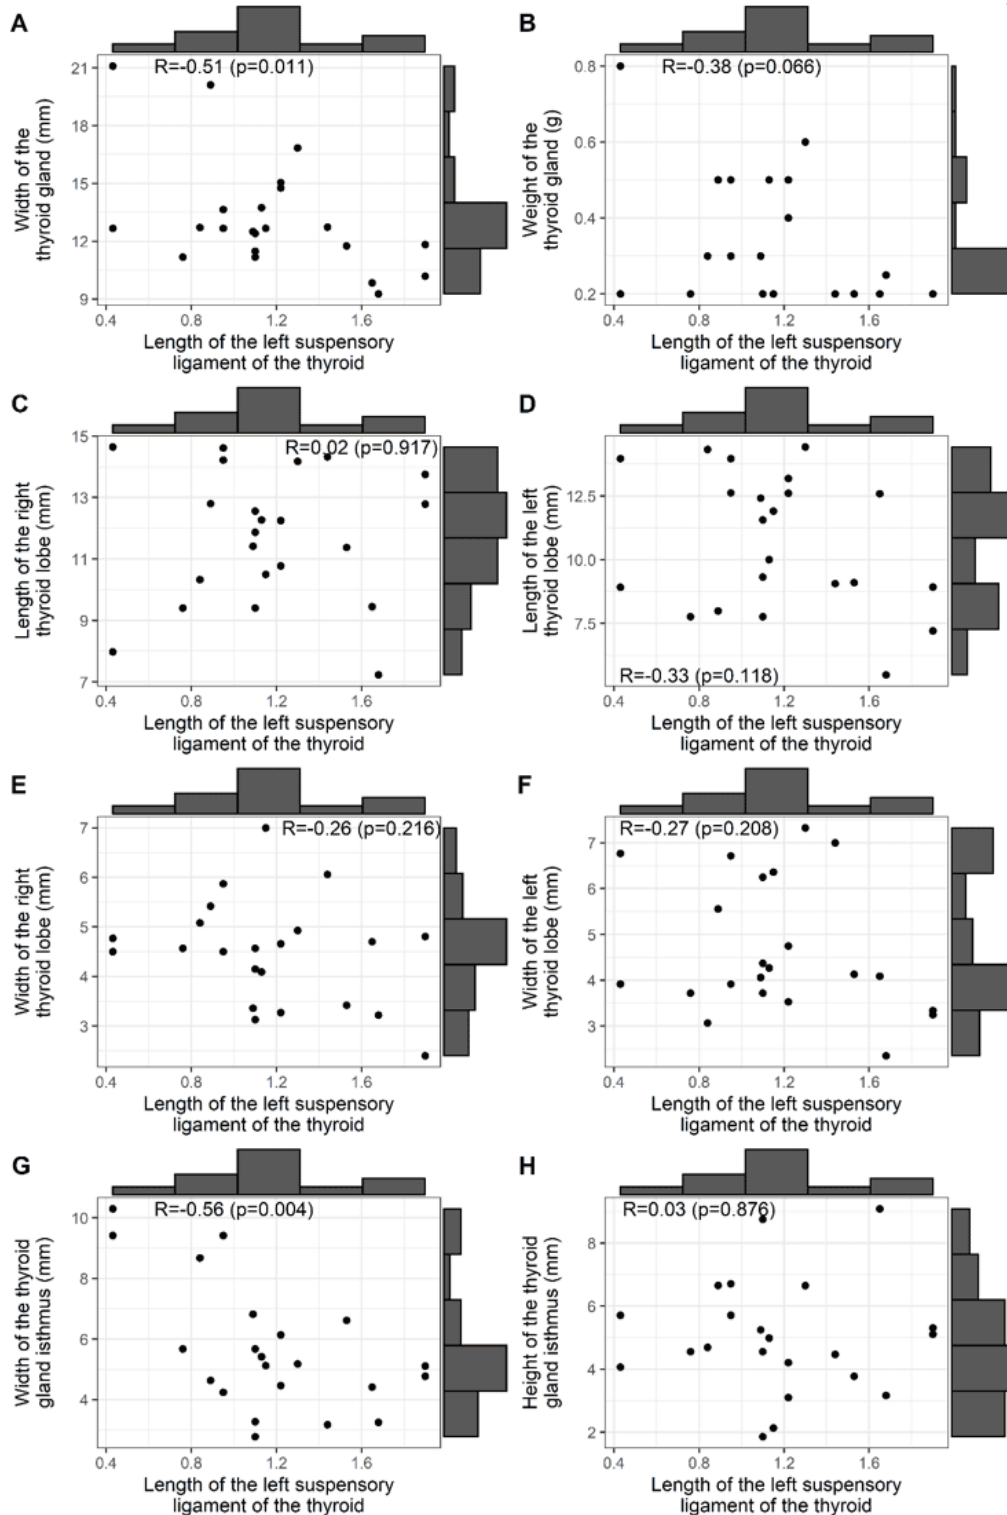 A
R=-0.51 (p=0.011)
Width of the
thyroid gland (mm)
21
18
15
12
9
0.4 0.8 1.2 1.6
Length of the left suspensory
ligament of the thyroid
B
R=-0.38 (p=0.066)
Weight of the
thyroid gland (g)
0.8
0.6
0.4
0.2
0.4 0.8 1.2 1.6
Length of the left suspensory
ligament of the thyroid
C
R=0.02 (p=0.917)
Length of the right
thyroid lobe (mm)
15
13
11
9
7
0.4 0.8 1.2 1.6
Length of the left suspensory
ligament of the thyroid
D
Length of the left
thyroid lobe (mm)
12.5
10.0
7.5
R=-0.33 (p=0.118)
0.4 0.8 1.2 1.6
Length of the left suspensory
ligament of the thyroid
E
R=-0.26 (p=0.216)
Width of the right
thyroid lobe (mm)
7
6
5
4
3
0.4 0.8 1.2 1.6
Length of the left suspensory
ligament of the thyroid
F
R=-0.27 (p=0.208)
Width of the left
thyroid lobe (mm)
7
6
5
4
3
0.4 0.8 1.2 1.6
Length of the left suspensory
ligament of the thyroid
G
R=-0.56 (p=0.004)
Width of the thyroid
gland isthmus (mm)
10
8
6
4
0.4 0.8 1.2 1.6
Length of the left suspensory
ligament of the thyroid
H
R=0.03 (p=0.876)
Height of the thyroid
gland isthmus (mm)
8
6
4
2
0.4 0.8 1.2 1.6
Length of the left suspensory
ligament of the thyroid